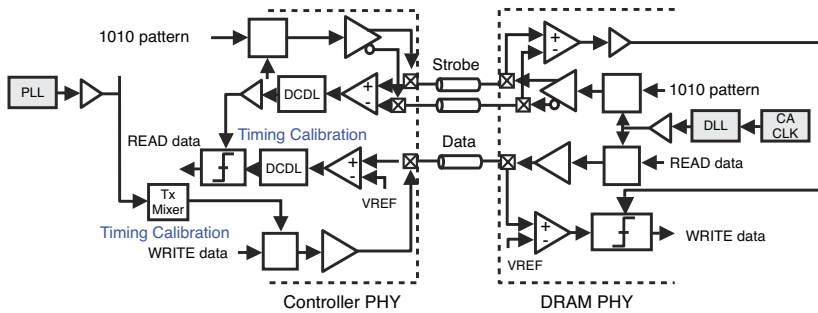 1010 pattern
Strobe
PLL
DCDL
+
-
+
-
1010 pattern
DLL
CA
CLK
Timing Calibration
Data
READ data
DCDL
+
-
READ data
VREF
Tx
Mixer
Timing Calibration
WRITE data
+
-
VREF
WRITE data
Controller PHY
DRAM PHY